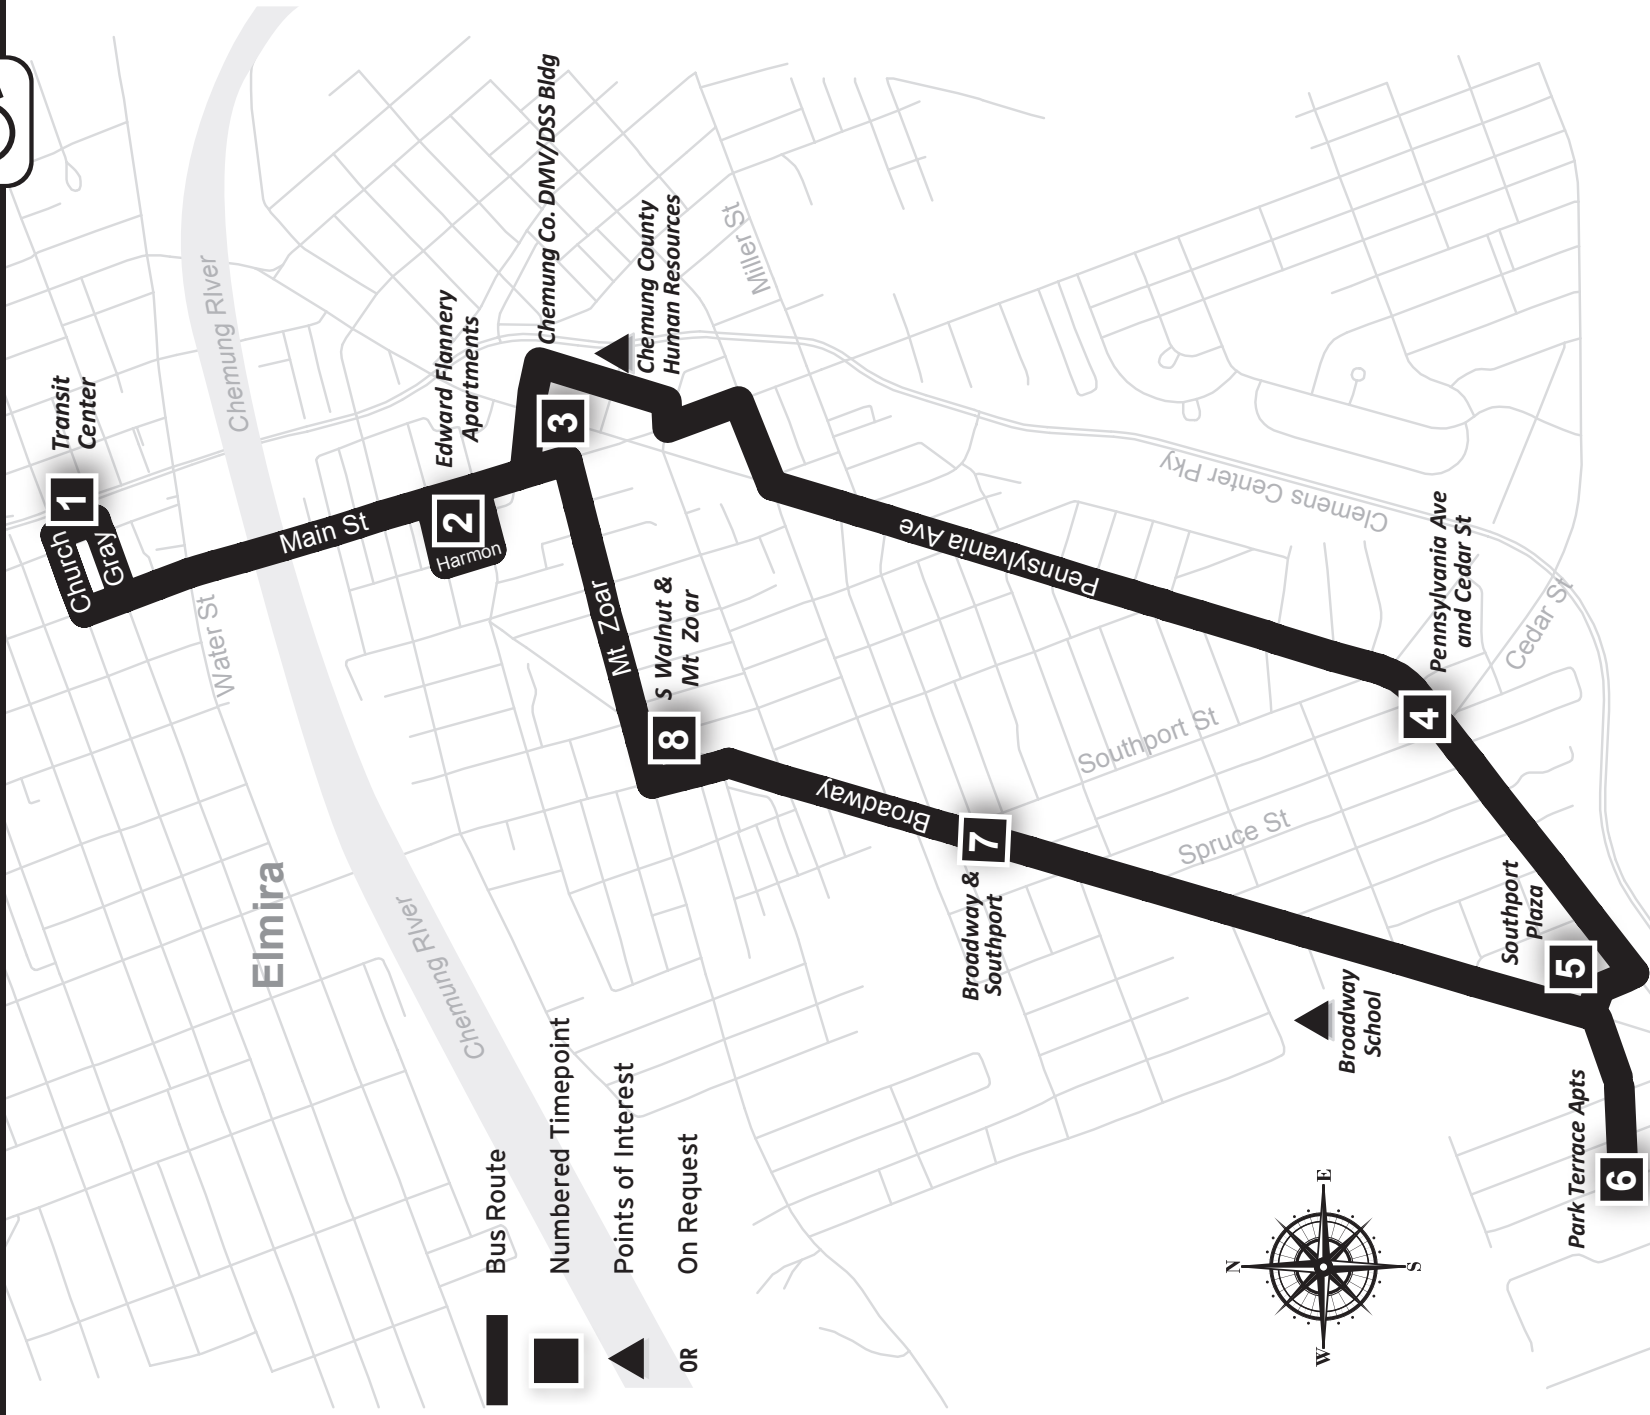 Transit
Center
1
Church
Gray
Main St
Water St
Chemung RIver
Elmira
Chemung RIver
Edward Flannery
Apartments
2
Harmon
Chemung Co. DMV/DSS Bldg
3
Chemung County
Human Resources
Miller St
Mt Zoar
S Walnut &
Mt Zoar
8
Broadway
7
Broadway &
Southport
Pennsylvania Ave
Clemens Center Pky
Southport St
Spruce St
Pennsylvania Ave
and Cedar St
4
Cedar St
Southport
Plaza
5
Broadway
School
Park Terrace Apts
6
Bus Route
Numbered Timepoint
Points of Interest
OR On Request
N
E
S
W